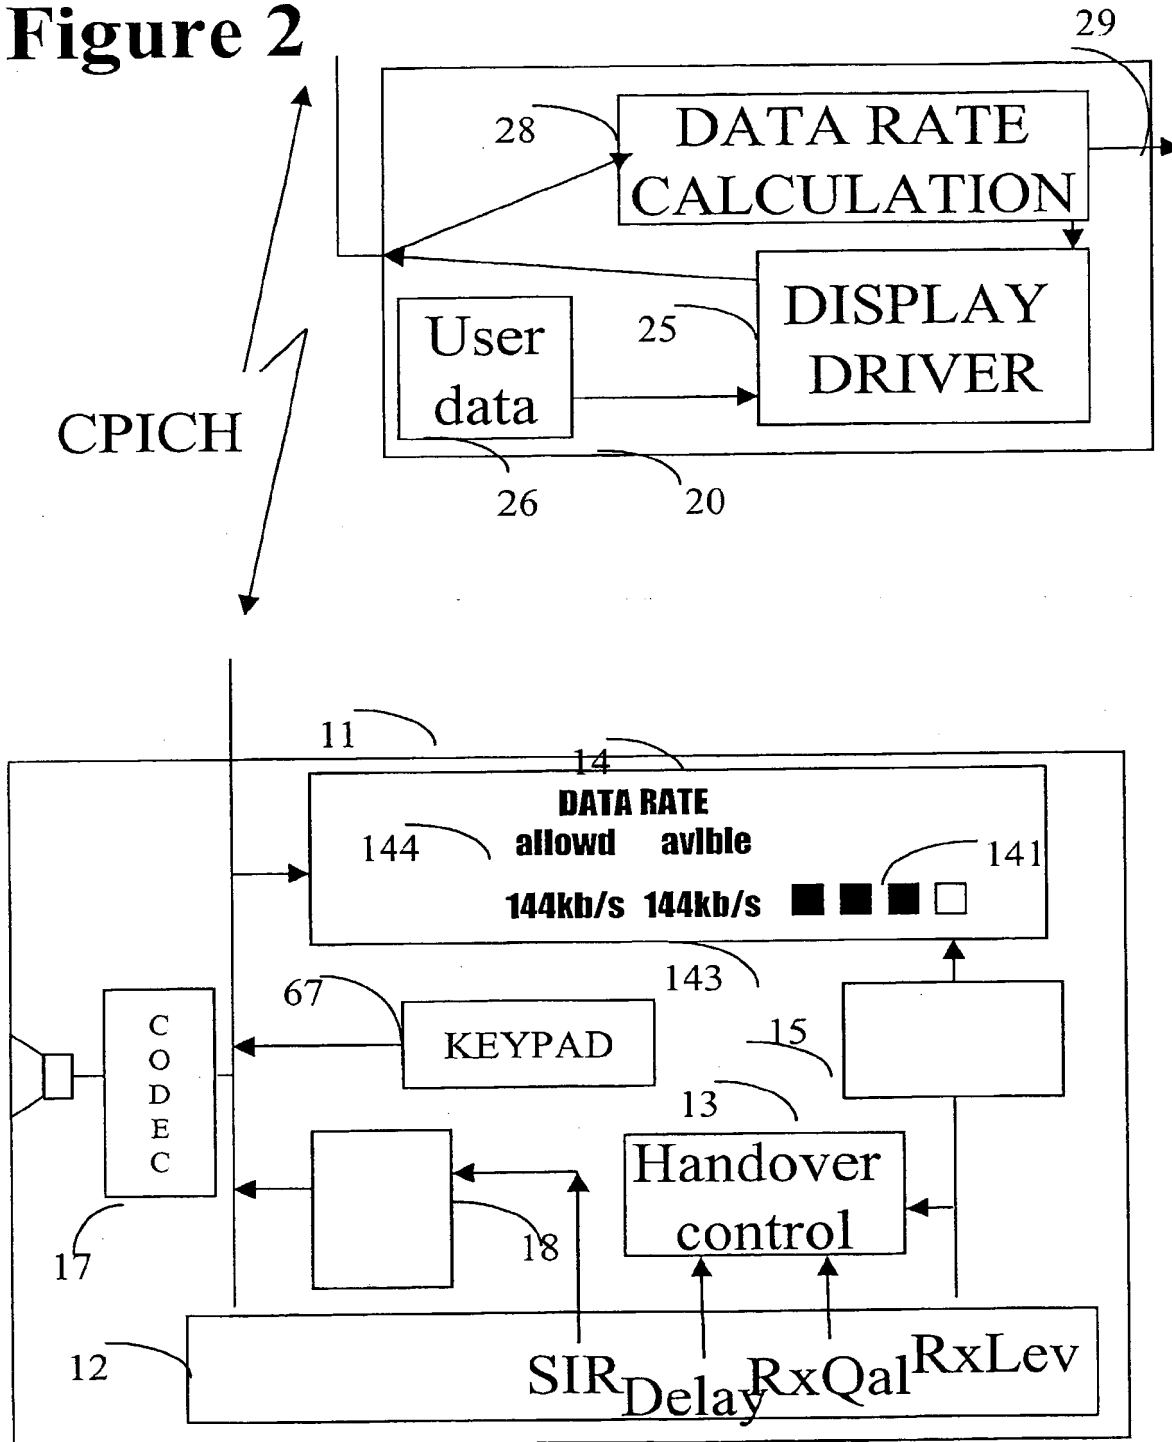 Figure 2
29
28
DATA RATE
CALCULATION
25
DISPLAY
DRIVER
User
data
CPICH
26
20
11
14
DATA RATE
allowd avlble
144
141
144kb/s 144kb/s
143
67
KEYPAD
15
CODEC
13
Handover
control
18
17
12
SIR
Delay
RxQal
RxLev